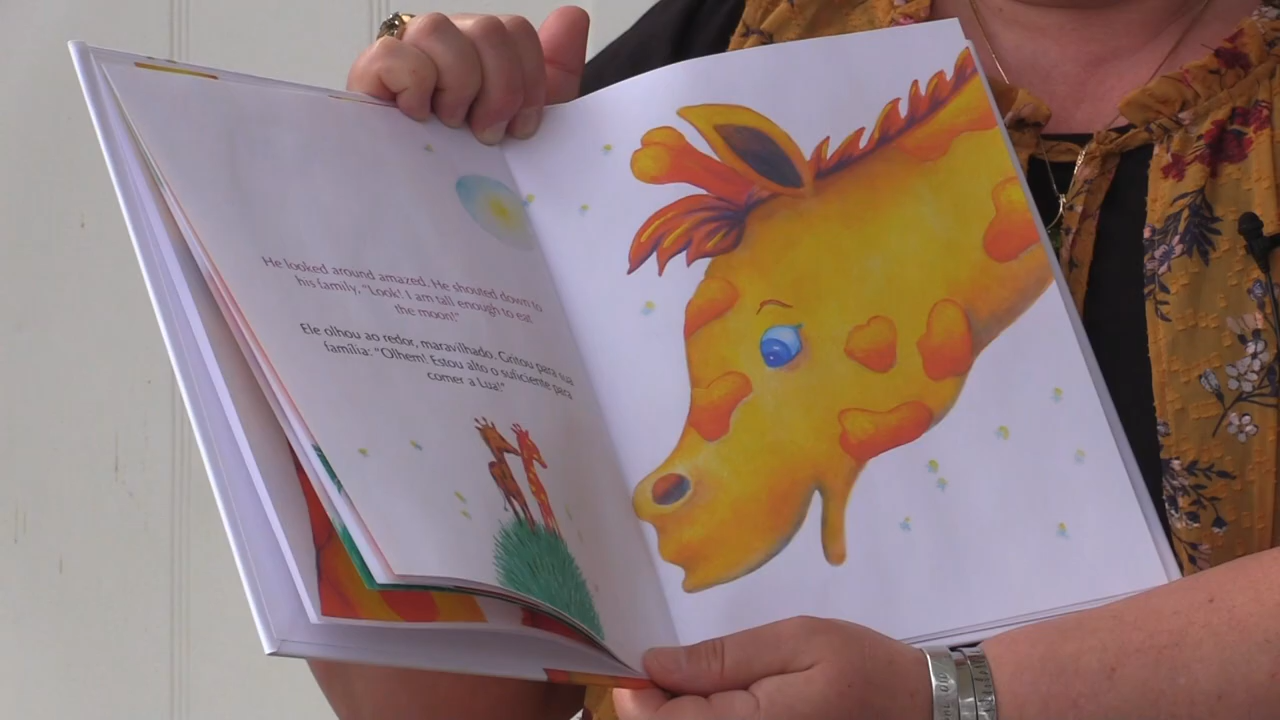 He looked around amazed. He shouted down to
his family, "Look! I am tall enough to eat
the moon!"
Ele olhou ao redor, maravilhado. Gritou para sua
família: "Olhem! Estou alto o suficiente para
comer a Lua!"